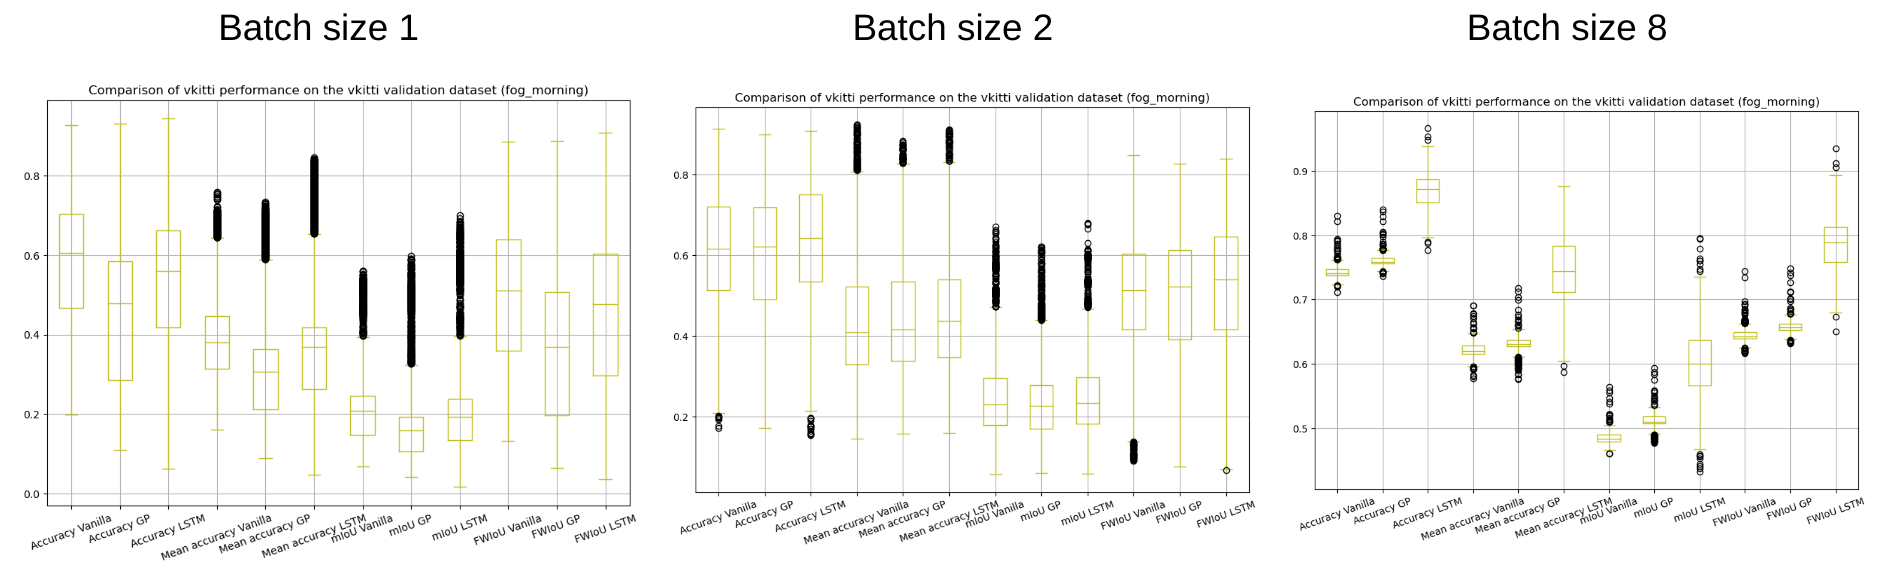 Batch size 1
Comparison of vkitti performance on the vkitti validation dataset (fog_morning)
0.8
0.6
0.4
0.2
0.0
Accuracy Vanilla
Accuracy GP
Accuracy LSTM
Mean accuracy Vanilla
Mean accuracy GP
Mean accuracy LSTM
mIoU Vanilla
mIoU GP
mIoU LSTM
FWIoU Vanilla
FWIoU GP
FWIoU LSTM
Batch size 2
Comparison of vkitti performance on the vkitti validation dataset (fog_morning)
0.8
0.6
0.4
0.2
Accuracy Vanilla
Accuracy GP
Accuracy LSTM
Mean accuracy Vanilla
Mean accuracy GP
Mean accuracy LSTM
mIoU Vanilla
mIoU GP
mIoU LSTM
FWIoU Vanilla
FWIoU GP
FWIoU LSTM
Batch size 8
Comparison of vkitti performance on the vkitti validation dataset (fog_morning)
0.9
0.8
0.7
0.6
0.5
Accuracy Vanilla
Accuracy GP
Accuracy LSTM
Mean accuracy Vanilla
Mean accuracy GP
Mean accuracy LSTM
mIoU Vanilla
mIoU GP
mIoU LSTM
FWIoU Vanilla
FWIoU GP
FWIoU LSTM